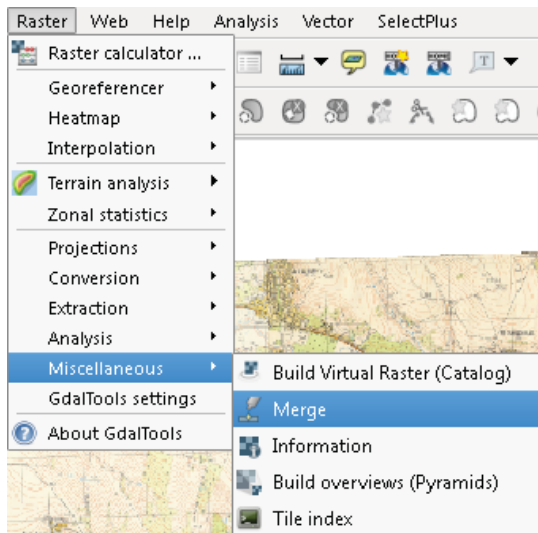 Raster Web Help Analysis Vector SelectPlus
Raster calculator ...
Georeferencer
Heatmap
Interpolation
Terrain analysis
Zonal statistics
Projections
Conversion
Extraction
Analysis
Miscellaneous
GdalTools settings
About GdalTools
Build Virtual Raster (Catalog)
Merge
Information
Build overviews (Pyramids)
Tile index